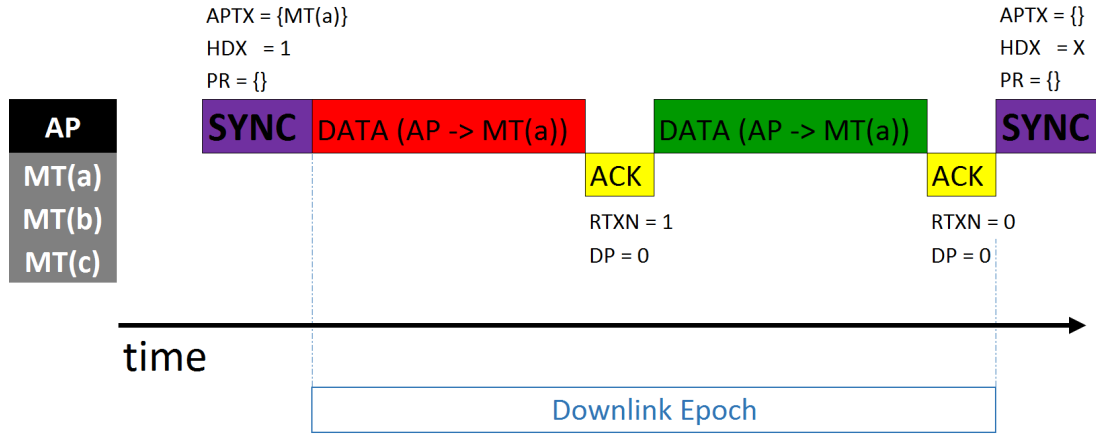 APTX = {MT(a)}
HDX = 1
PR = {}
APTX = {}
HDX = X
PR = {}
AP
SYNC
DATA (AP -> MT(a))
DATA (AP -> MT(a))
SYNC
MT(a)
ACK
ACK
MT(b)
RTXN = 1
RTXN = 0
MT(c)
DP = 0
DP = 0
time
Downlink Epoch